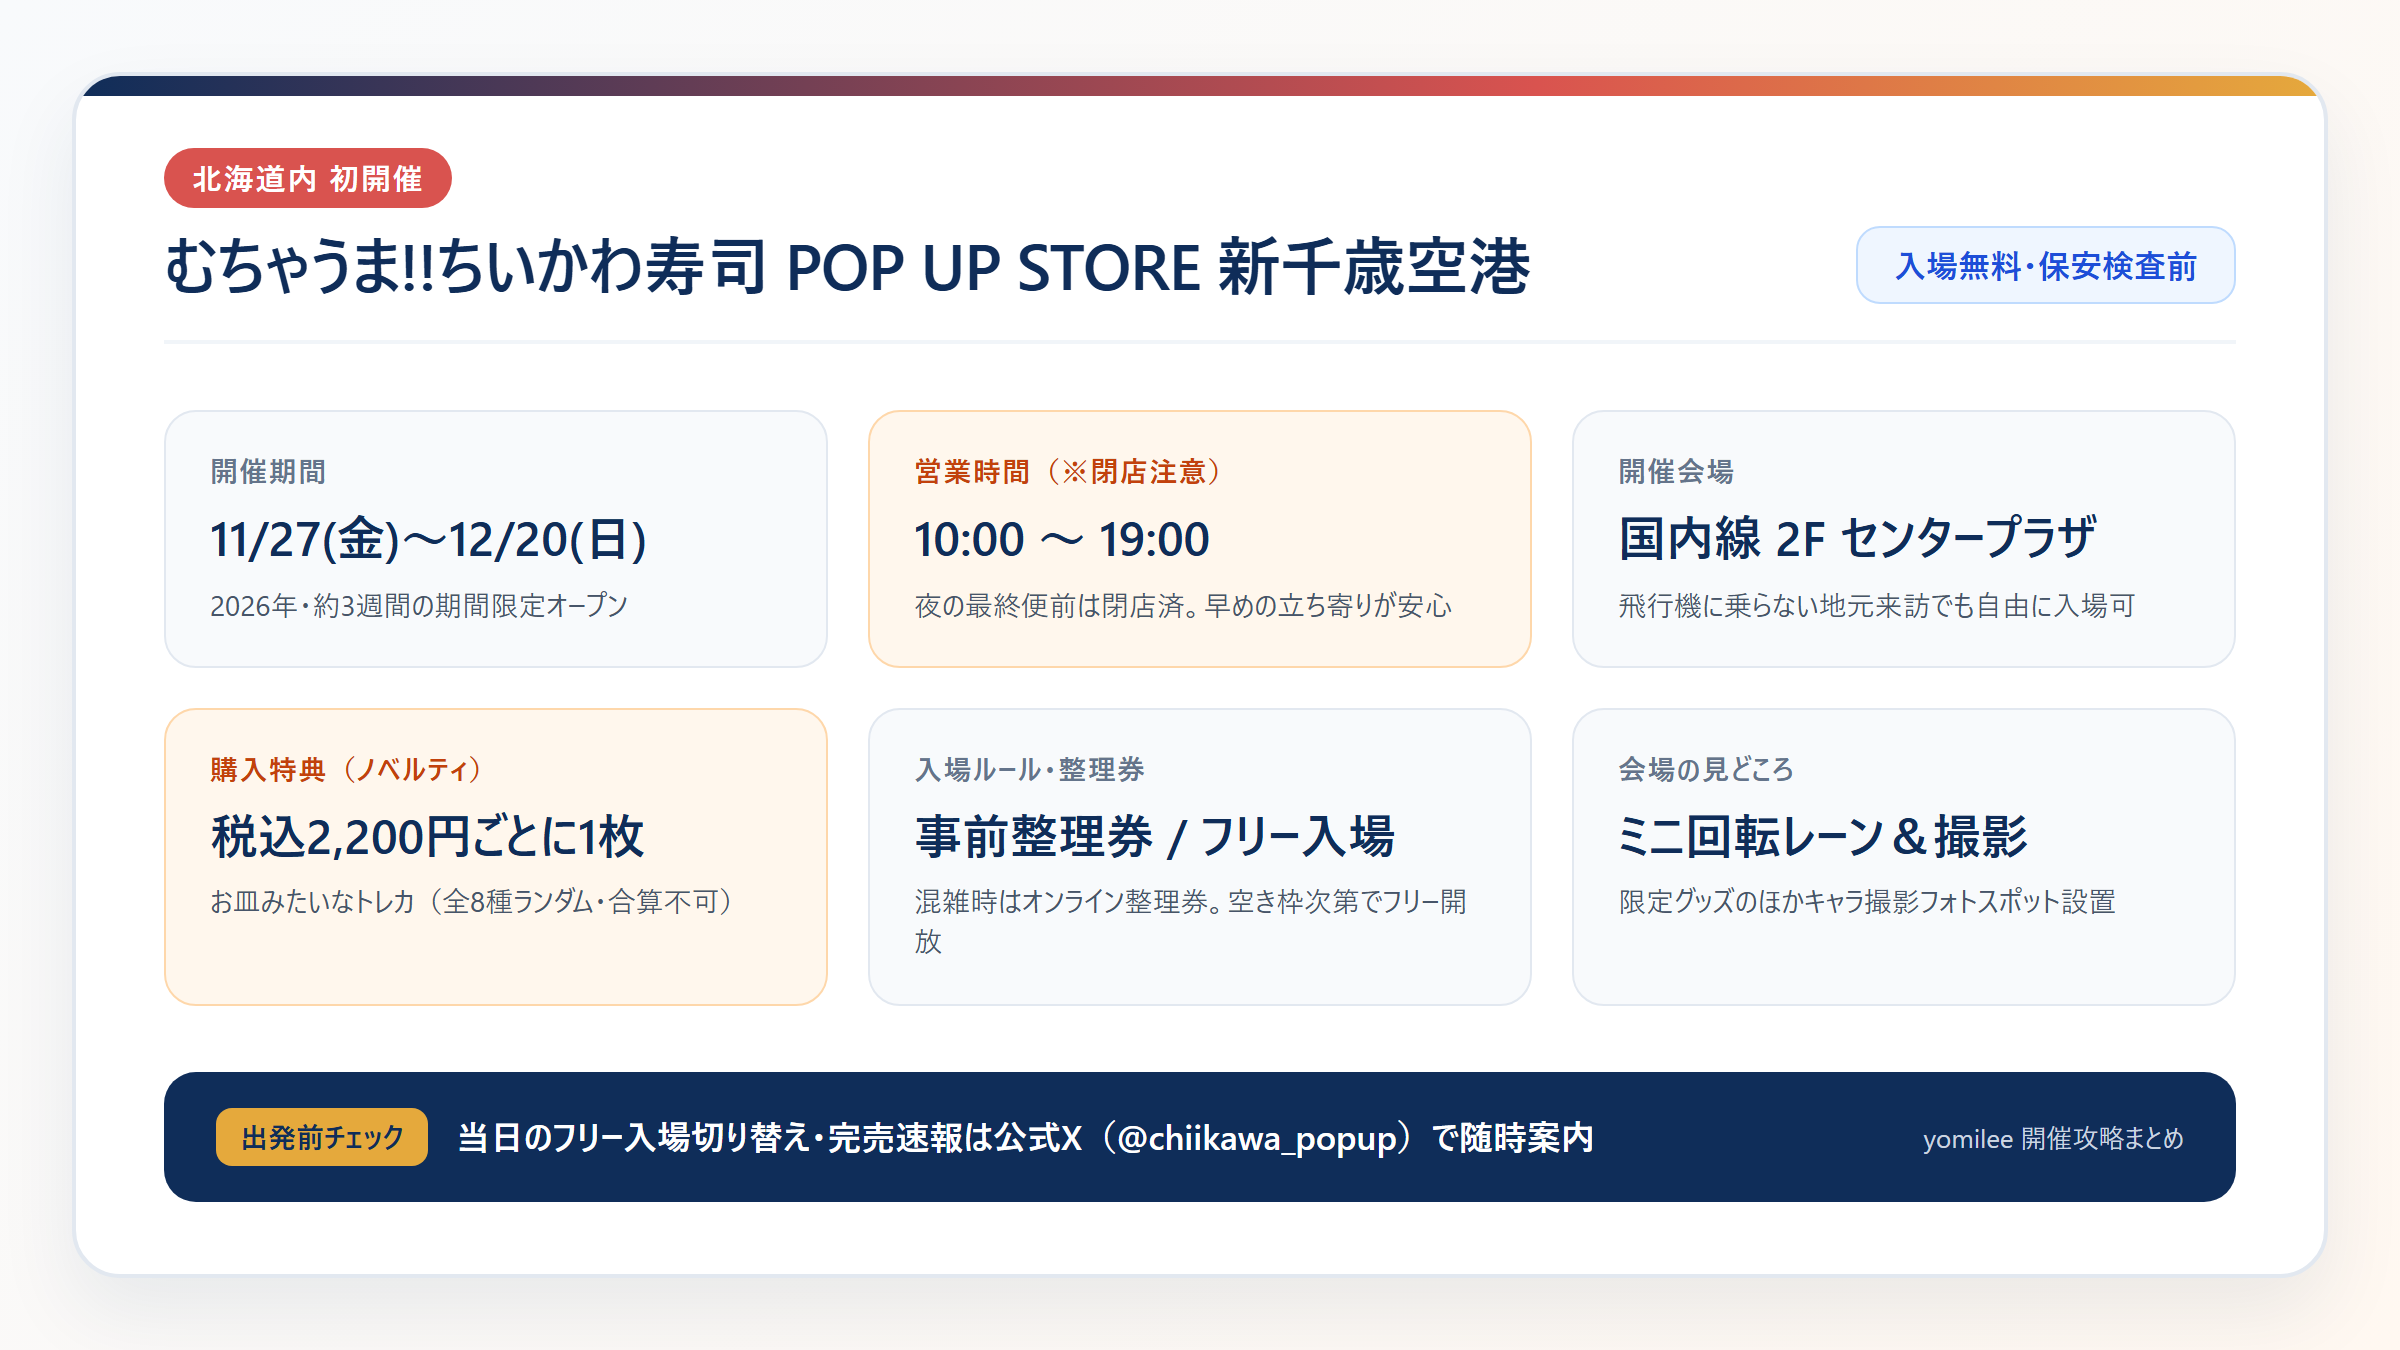 北海道内 初開催
むちゃうま!!ちいかわ寿司 POP UP STORE 新千歳空港
入場無料・保安検査前
開催期間
11/27(金)〜12/20(日)
2026年・約3週間の期間限定オープン
営業時間（※閉店注意）
10:00 〜 19:00
夜の最終便前は閉店済。早めの立ち寄りが安心
開催会場
国内線 2F センタープラザ
飛行機に乗らない地元来訪でも自由に入場可
購入特典（ノベルティ）
税込2,200円ごとに1枚
お皿みたいなトレカ（全8種ランダム・合算不可）
入場ルール・整理券
事前整理券 / フリー入場
混雑時はオンライン整理券。空き枠次第でフリー開
放
会場の見どころ
ミニ回転レーン＆撮影
限定グッズのほかキャラ撮影フォトスポット設置
出発前チェック
当日のフリー入場切り替え・完売速報は公式X（@chiikawa_popup）で随時案内
yomilee 開催攻略まとめ